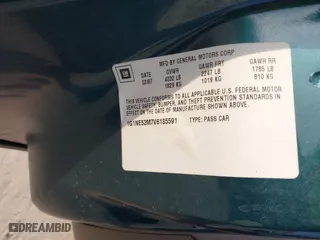 GM
MFD BY GENERAL MOTORS CORP
DATE GVWR GAWR FRT GAWR RR
02/97 4032 LB 2247 LB 1785 LB
1829 KG 1019 KG 810 KG
THIS VEHICLE CONFORMS TO ALL APPLICABLE U.S. FEDERAL MOTOR
VEHICLE SAFETY, BUMPER, AND THEFT PREVENTION STANDARDS
IN EFFECT ON THE DATE OF MANUFACTURE SHOWN ABOVE.
1G1NE52M7V6135591
TYPE: PASS CAR
DREAMBID